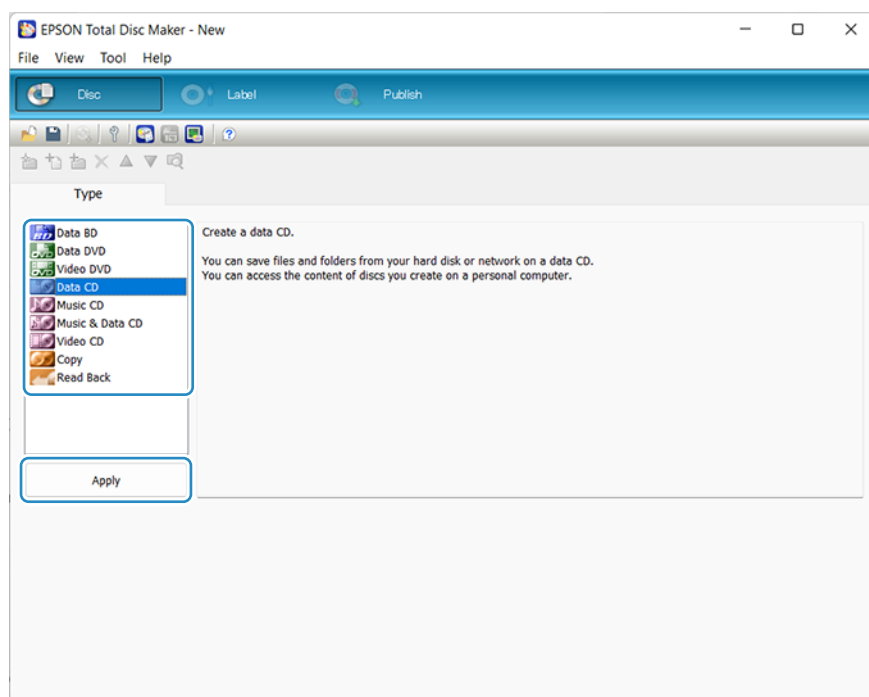 EPSON Total Disc Maker - New
File View Tool Help
Disc Label Publish
Type
Data BD
Data DVD
Video DVD
Data CD
Music CD
Music & Data CD
Video CD
Copy
Read Back
Apply
Create a data CD.
You can save files and folders from your hard disk or network on a data CD.
You can access the content of discs you create on a personal computer.